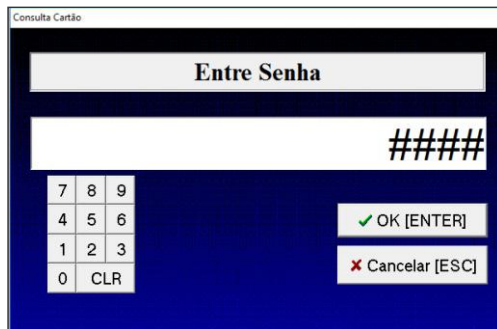 Consulta Cartão
Entre Senha
####
7 8 9
4 5 6
1 2 3
0 CLR
OK [ENTER]
Cancelar [ESC]